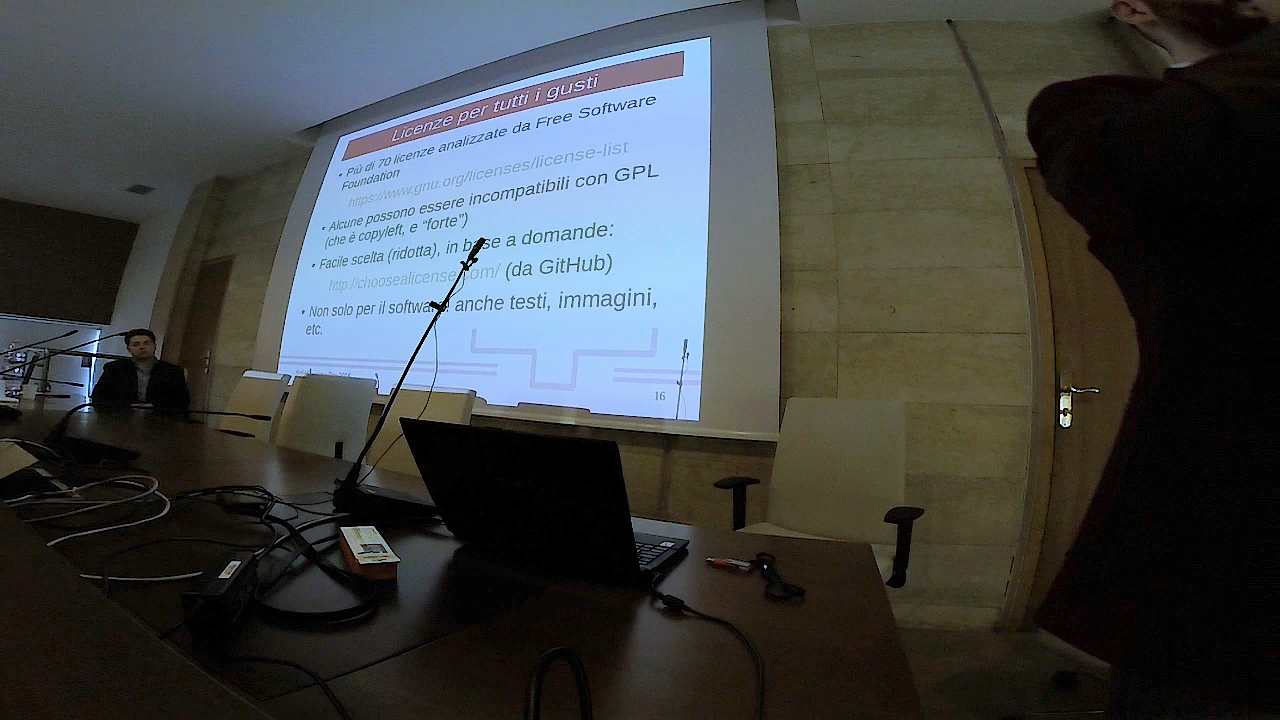 Licenze per tutti i gusti
• Più di 70 licenze analizzate da Free Software
Foundation
https://www.gnu.org/licenses/license-list
• Alcune possono essere incompatibili con GPL
(che è copyleft, e “forte”)
• Facile scelta (ridotta), in base a domande:
http://choosealicense.com/ (da GitHub)
• Non solo per il software: anche testi, immagini,
etc.
16